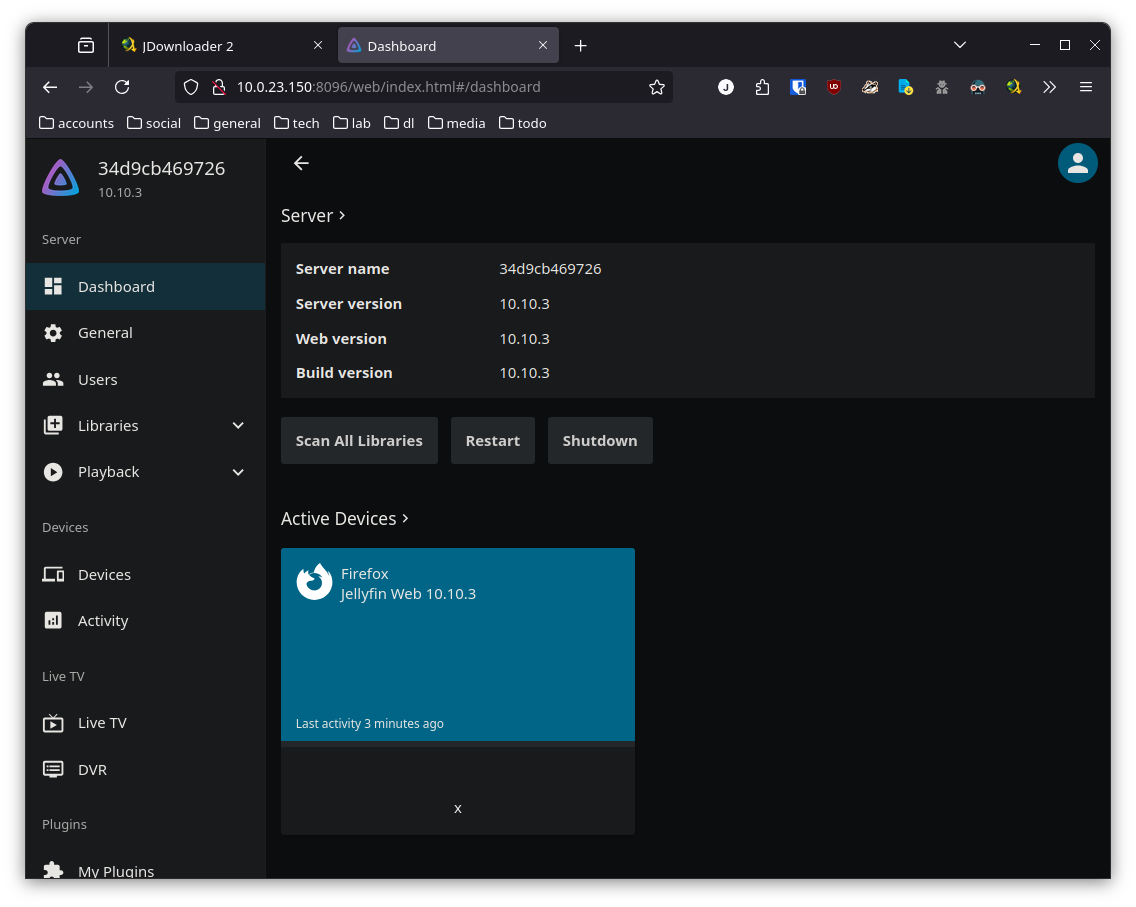 JDownloader 2
Dashboard
10.0.23.150:8096/web/index.html#/dashboard
J
UD
accounts
social
general
tech
lab
dl
media
todo
34d9cb469726
10.10.3
Server
Dashboard
General
Users
Libraries
Playback
Devices
Devices
Activity
Live TV
Live TV
DVR
Plugins
My Plugins
Server
Server name 34d9cb469726
Server version 10.10.3
Web version 10.10.3
Build version 10.10.3
Scan All Libraries
Restart
Shutdown
Active Devices
Firefox
Jellyfin Web 10.10.3
Last activity 3 minutes ago
x